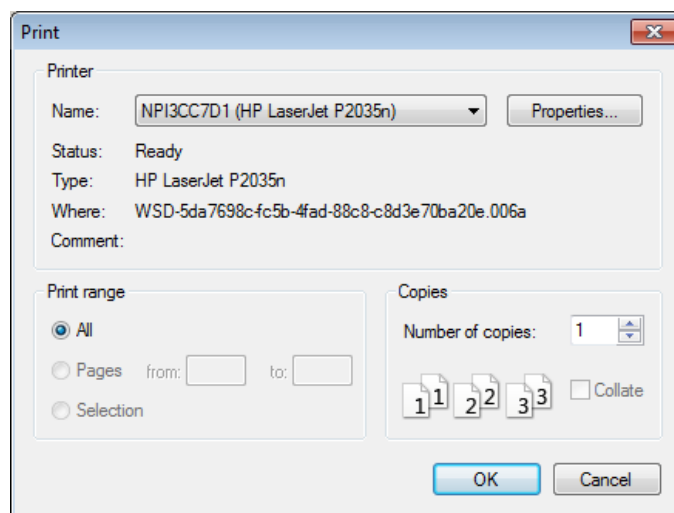 Print
Printer
Name: NPI3CC7D1 (HP LaserJet P2035n) Properties...
Status: Ready
Type: HP LaserJet P2035n
Where: WSD-5da7698c-fc5b-4fad-88c8-c8d3e70ba20e.006a
Comment:
Print range
All
Pages from: to:
Selection
Copies
Number of copies: 1
1 1 2 2 3 3 Collate
OK Cancel